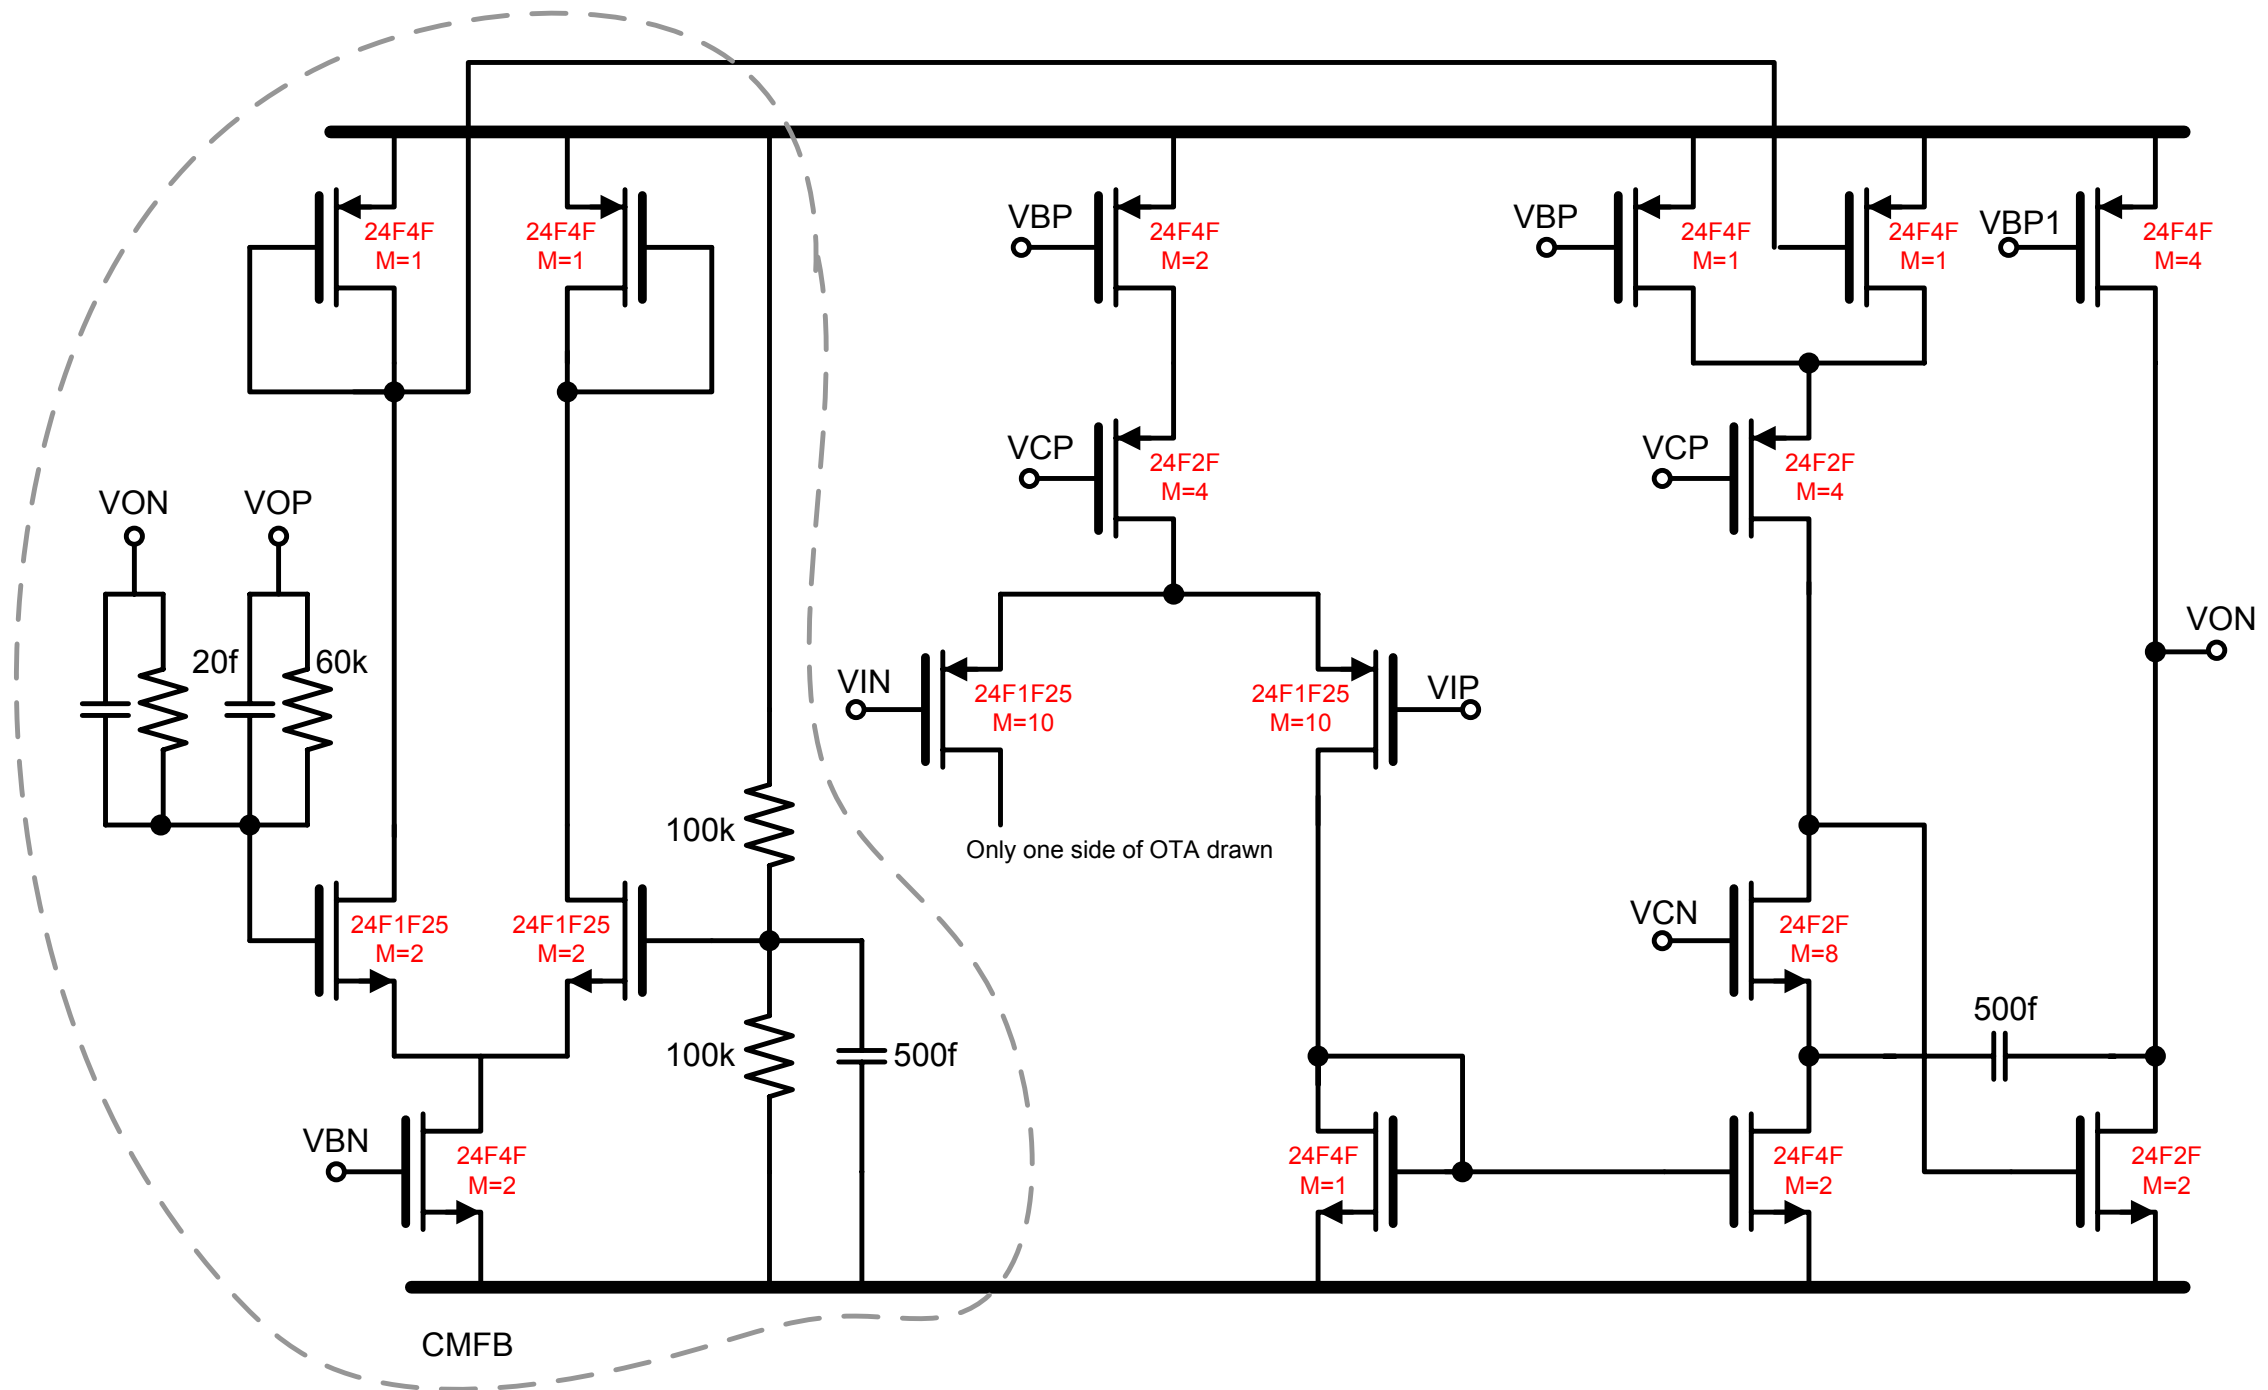 24F4F
M=1
24F4F
M=1
VBP
24F4F
M=2
VBP
24F4F
M=1
24F4F
M=1
VBP1
24F4F
M=4
VCP
24F2F
M=4
VCP
24F2F
M=4
VON
VOP
20f
60k
VIN
24F1F25
M=10
24F1F25
M=10
VIP
VON
100k
Only one side of OTA drawn
24F1F25
M=2
24F1F25
M=2
VCN
24F2F
M=8
100k
500f
500f
VBN
24F4F
M=2
24F4F
M=1
24F4F
M=2
24F2F
M=2
CMFB